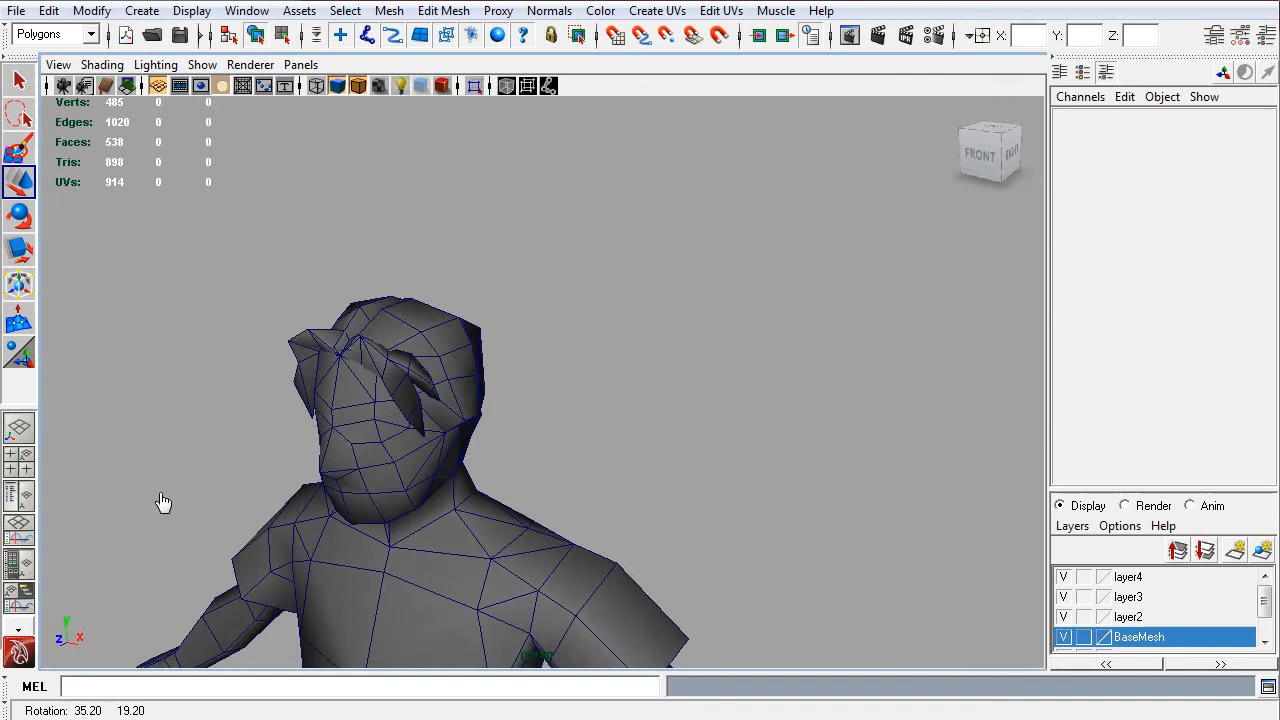 File Edit Modify Create Display Window Assets Select Mesh Edit Mesh Proxy Normals Color Create UVs Edit UVs Muscle Help
Polygons X: Y: Z:
View Shading Lighting Show Renderer Panels
Channels Edit Object Show
Verts: 485 0 0
Edges: 1020 0 0
Faces: 538 0 0
Tris: 898 0 0
UVs: 914 0 0
FRONT RIGHT
Display Render Anim
Layers Options Help
V layer4
V layer3
V layer2
V BaseMesh
y
z x
persp
<< >>
MEL
Rotation: 35.20 19.20